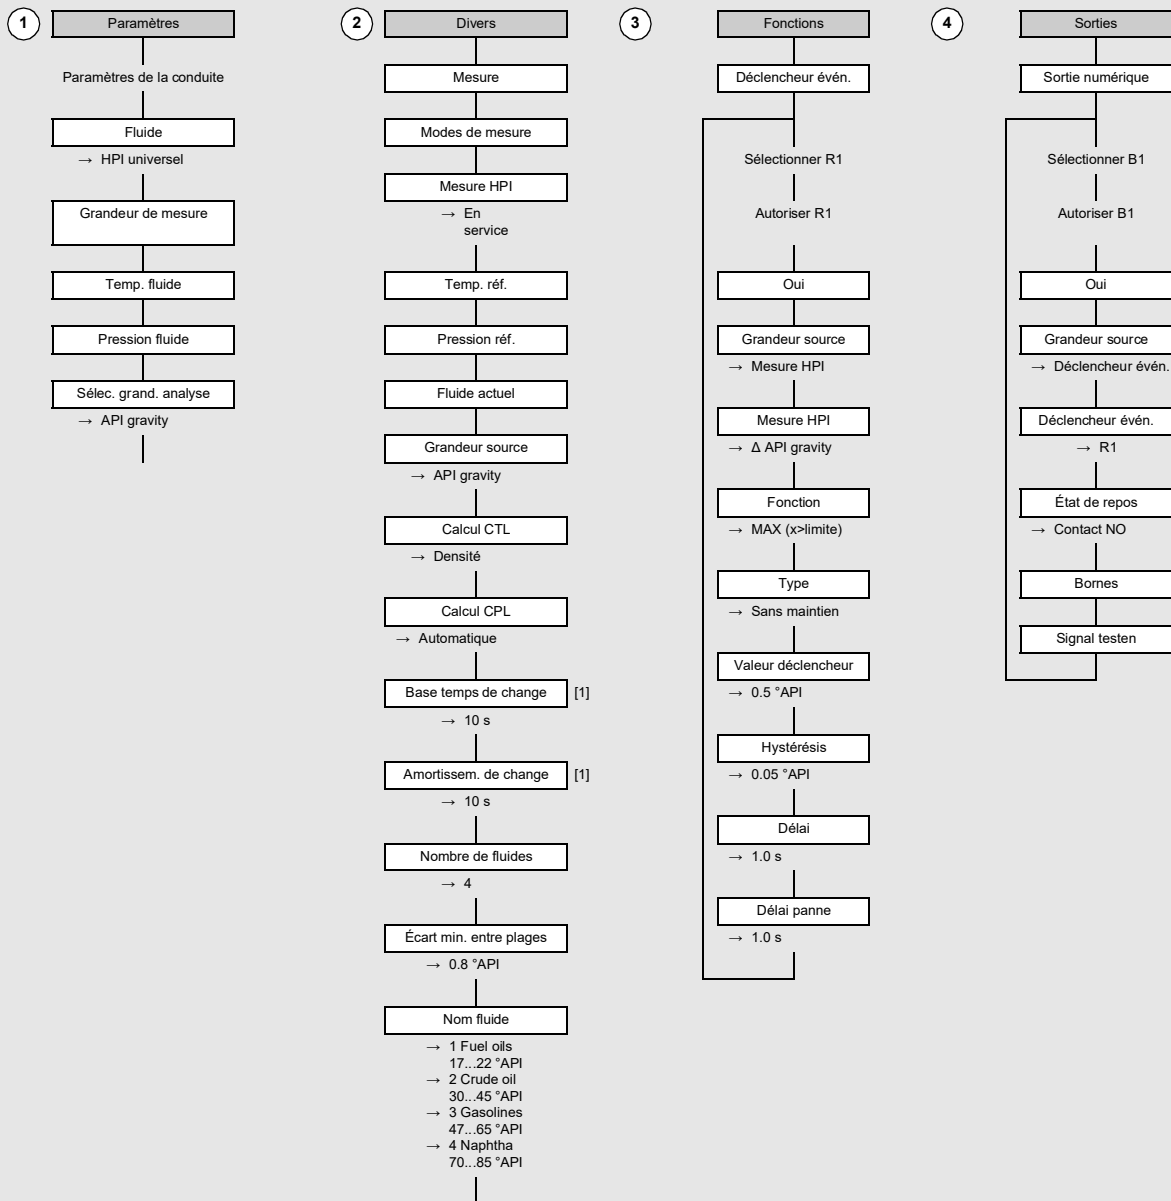 1
Paramètres
Paramètres de la conduite
Fluide
→ HPI universel
Grandeur de mesure
Temp. fluide
Pression fluide
Sélec. grand. analyse
→ API gravity
2
Divers
Mesure
Modes de mesure
Mesure HPI
→ En
service
Temp. réf.
Pression réf.
Fluide actuel
Grandeur source
→ API gravity
Calcul CTL
→ Densité
Calcul CPL
→ Automatique
Base temps de change [1]
→ 10 s
Amortissem. de change [1]
→ 10 s
Nombre de fluides
→ 4
Écart min. entre plages
→ 0.8 °API
Nom fluide
→ 1 Fuel oils
17...22 °API
→ 2 Crude oil
30...45 °API
→ 3 Gasolines
47...65 °API
→ 4 Naphtha
70...85 °API
3
Fonctions
Déclencheur évén.
Sélectionner R1
Autoriser R1
Oui
Grandeur source
→ Mesure HPI
Mesure HPI
→ Δ API gravity
Fonction
→ MAX (x>limite)
Type
→ Sans maintien
Valeur déclencheur
→ 0.5 °API
Hystérésis
→ 0.05 °API
Délai
→ 1.0 s
Délai panne
→ 1.0 s
4
Sorties
Sortie numérique
Sélectionner B1
Autoriser B1
Oui
Grandeur source
→ Déclencheur évén.
Déclencheur évén.
→ R1
État de repos
→ Contact NO
Bornes
Signal testen